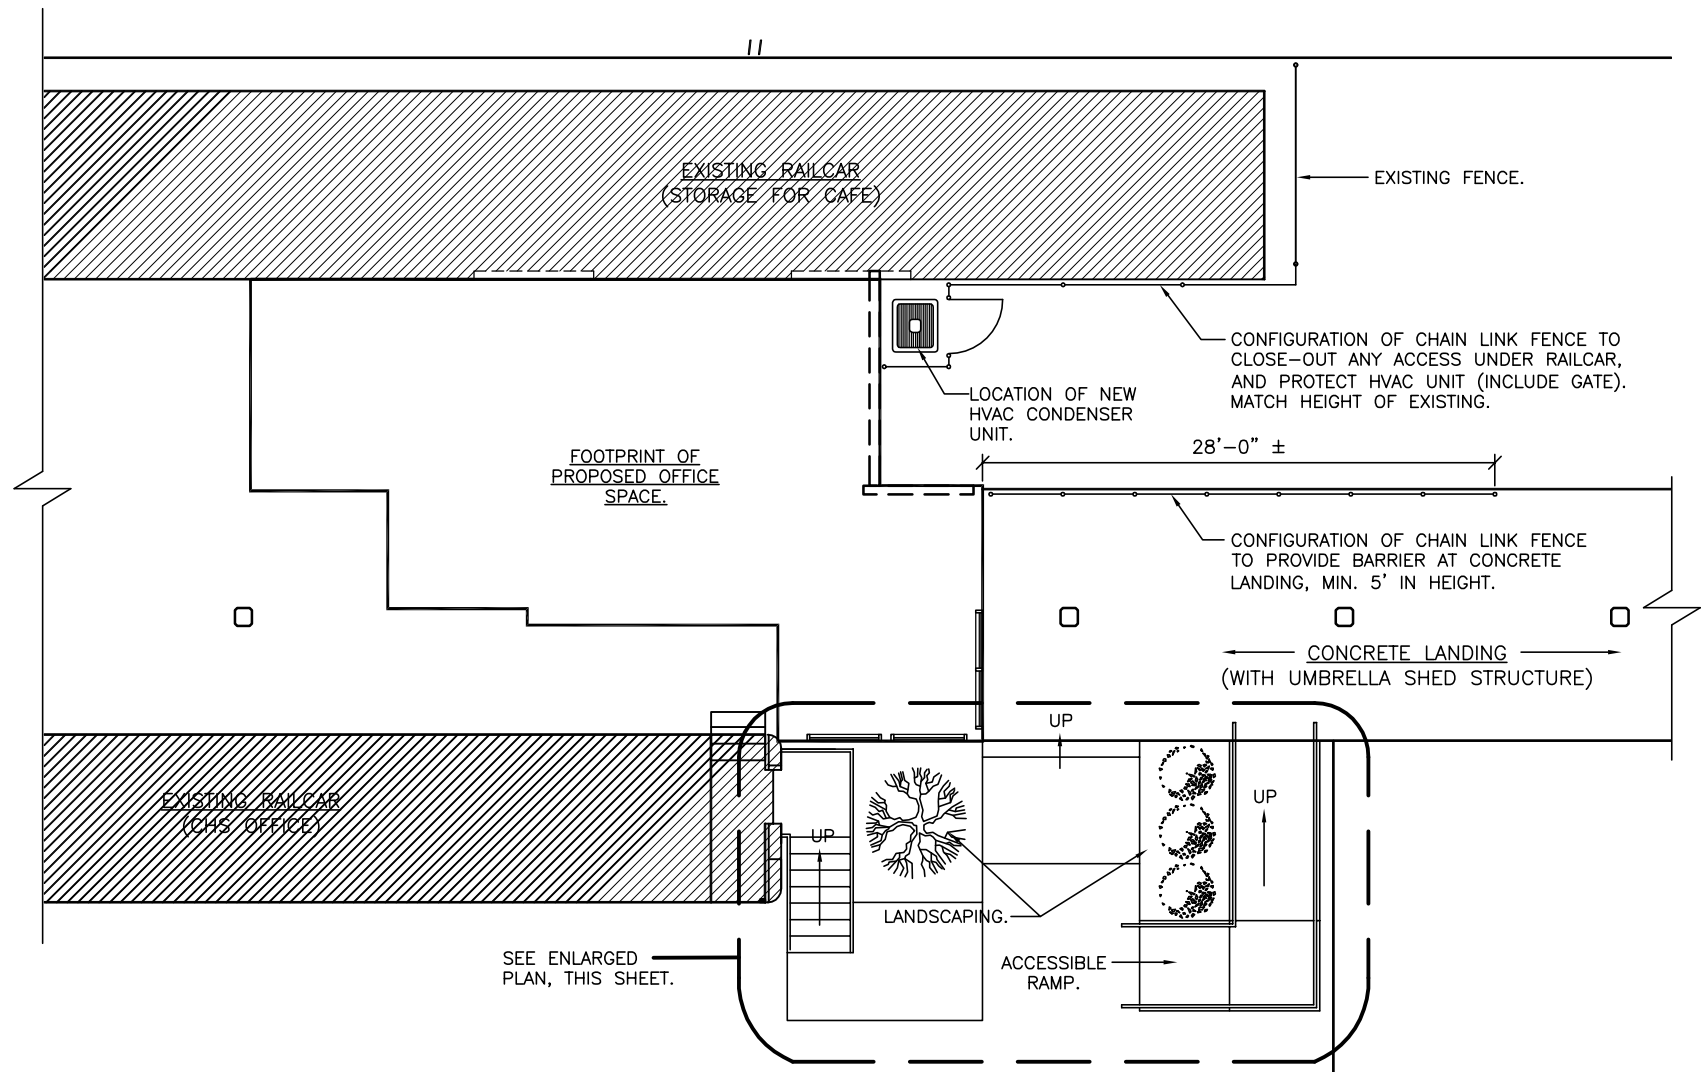 EXISTING RAILCAR
(STORAGE FOR CAFE)
EXISTING FENCE.
CONFIGURATION OF CHAIN LINK FENCE TO
CLOSE-OUT ANY ACCESS UNDER RAILCAR,
AND PROTECT HVAC UNIT (INCLUDE GATE).
MATCH HEIGHT OF EXISTING.
LOCATION OF NEW
HVAC CONDENSER
UNIT.
28'-0" ±
FOOTPRINT OF
PROPOSED OFFICE
SPACE.
CONFIGURATION OF CHAIN LINK FENCE
TO PROVIDE BARRIER AT CONCRETE
LANDING, MIN. 5' IN HEIGHT.
CONCRETE LANDING
(WITH UMBRELLA SHED STRUCTURE)
UP
EXISTING RAILCAR
(CHS OFFICE)
UP
UP
LANDSCAPING.
SEE ENLARGED
PLAN, THIS SHEET.
ACCESSIBLE
RAMP.